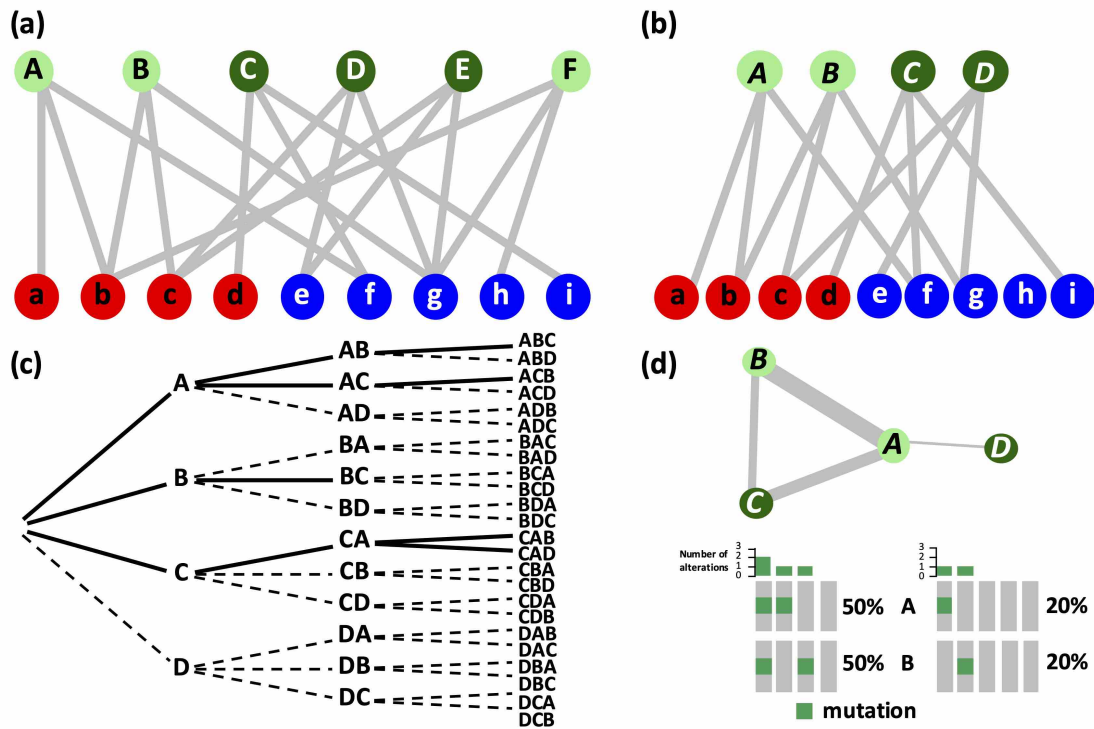 (a)
A B C D E F
a b c d e f g h i
(b)
A B C D
a b c d e f g h i
(c)
A
B
C
D
AB
AC
AD
BA
BC
BD
CA
CB
CD
DA
DB
DC
ABC
ABD
ACB
ACD
ADB
ADC
BAC
BAD
BCA
BCD
BDA
BDC
CAB
CAD
CBA
CBD
CDA
CDB
DAB
DAC
DBA
DBC
DCA
DCB
(d)
B
A
D
C
Number of
alterations
3
2
1
0
3
2
1
0
50% A 20%
50% B 20%
mutation